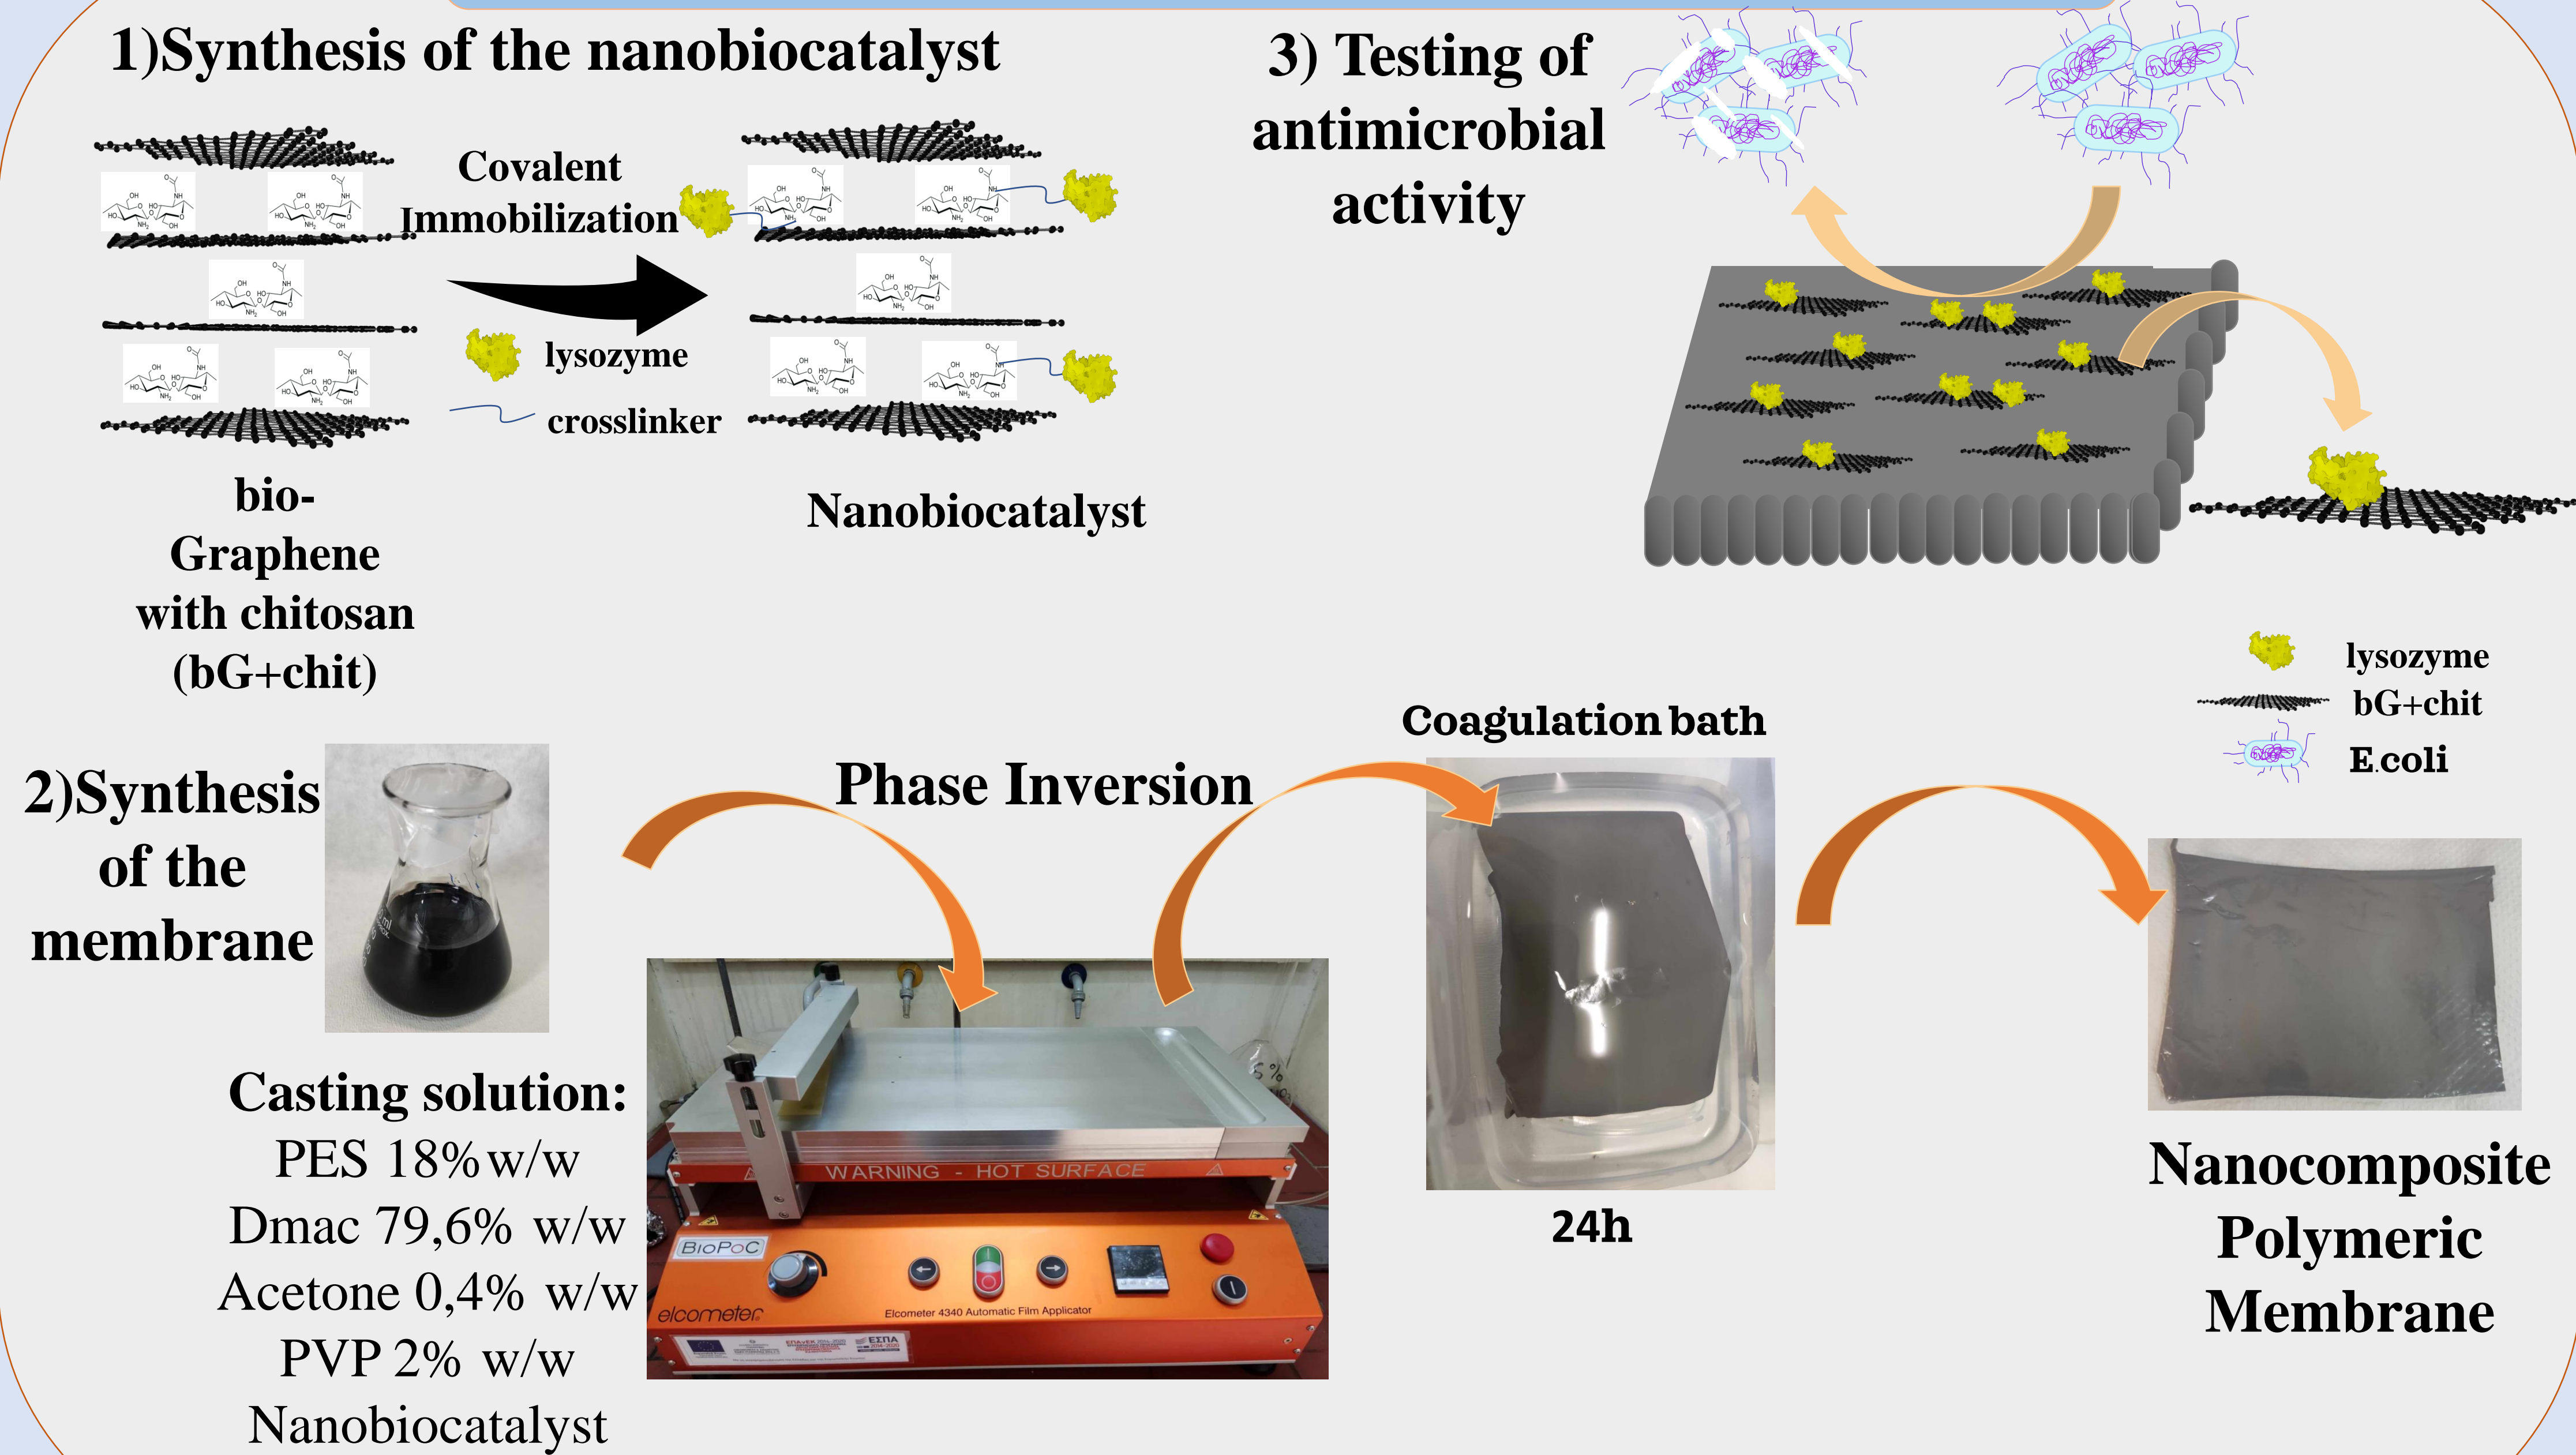 1)Synthesis of the nanobiocatalyst
Covalent
Immobilization
lysozyme
crosslinker
bio-
Graphene
with chitosan
(bG+chit)
Nanobiocatalyst
3) Testing of
antimicrobial
activity
lysozyme
bG+chit
E.coli
2)Synthesis
of the
membrane
Casting solution:
PES 18%w/w
Dmac 79,6% w/w
Acetone 0,4% w/w
PVP 2% w/w
Nanobiocatalyst
Phase Inversion
WARNING - HOT SURFACE
BioPoC
elcometer
Elcometer 4340 Automatic Film Applicator
ΕΣΠΑ
2014-2020
Coagulation bath
24h
Nanocomposite
Polymeric
Membrane